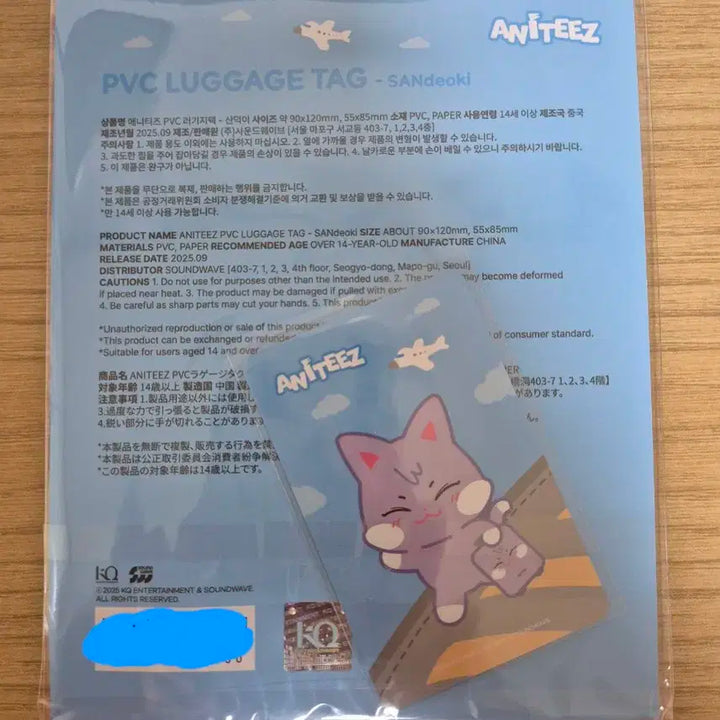 ANITEEZ
PVC LUGGAGE TAG - SANdeoki
상품명 애니티즈 PVC 러기지택 - 산덕이 사이즈 약 90x120mm, 55x85mm 소재 PVC, PAPER 사용연령 14세 이상 제조국 중국
제조년월 2025.09 제조/판매원 (주)사운드웨이브 [서울 마포구 서교동 403-7, 1,2,3,4층]
주의사항 1. 제품 용도 이외에는 사용하지 마십시오. 2. 열에 가까울 경우 제품의 변형이 발생할 수 있습니다.
3. 과도한 힘을 주어 잡아당길 경우 제품의 손상이 있을 수 있습니다. 4. 날카로운 부분에 손이 베일 수 있으니 주의하시기 바랍니다.
5. 이 제품은 완구가 아닙니다.
*본 제품을 무단으로 복제, 판매하는 행위를 금지합니다.
*본 제품은 공정거래위원회 소비자 분쟁해결기준에 의거 교환 및 보상을 받을 수 있습니다.
*만 14세 이상 사용 가능합니다.
PRODUCT NAME ANITEEZ PVC LUGGAGE TAG - SANdeoki SIZE ABOUT 90x120mm, 55x85mm
MATERIALS PVC, PAPER RECOMMENDED AGE OVER 14-YEAR-OLD MANUFACTURE CHINA
RELEASE DATE 2025.09
DISTRIBUTOR SOUNDWAVE [403-7, 1, 2, 3, 4th floor, Seogyo-dong, Mapo-gu, Seoul]
CAUTIONS 1. Do not use for purposes other than the intended use. 2. The may become deformed
if placed near heat. 3. The product may be damaged if pulled with
4. Be careful as sharp parts may cut your hands. 5. This product
*Unauthorized reproduction or sale of this product
*This product can be exchanged or refunded of consumer standard.
*Suitable for users aged 14 and over
商品名 ANITEEZ PVCラゲージタグ
対象年齢 14歳以上 製造国 中国 403-7 1、2、3、4階】
注意事項 1.製品用途以外には使用し があります。
3.過度な力で引っ張ると製品が破損す
4.鋭い部分に手が切れることがありま ん。
*本製品を無断で複製、販売する行為を
*本製品は公正取引委員会消費者紛争解
*この製品の対象年齢は14歳以上です。
ANITEEZ
KQ
© 2025 KQ ENTERTAINMENT & SOUNDWAVE.
ALL RIGHTS RESERVED.
KQ